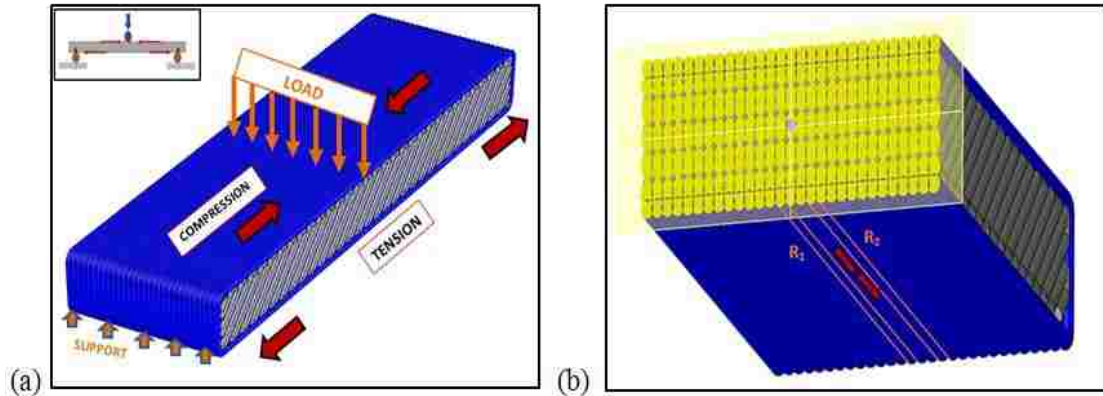 LOAD
COMPRESSION
TENSION
SUPPORT
(a)
R₁
R₂
(b)